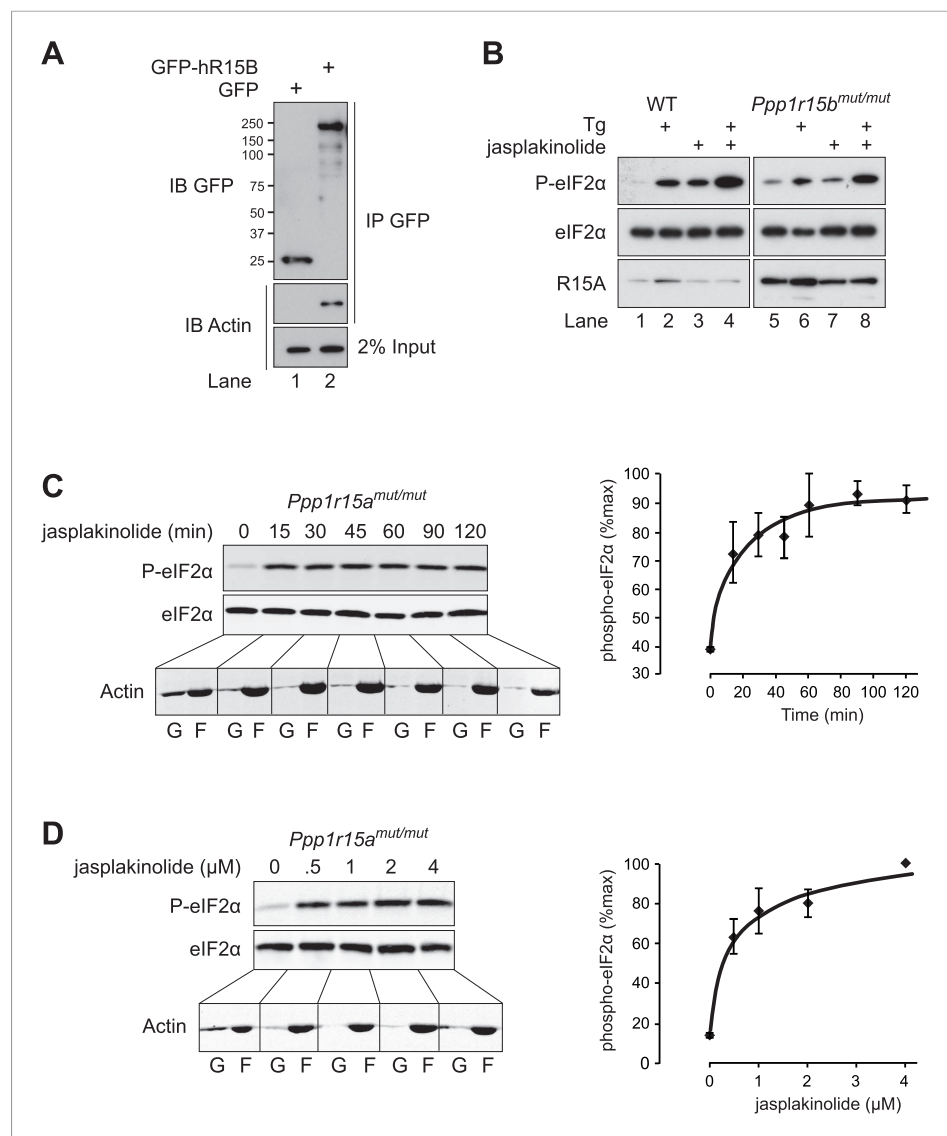 A
GFP-hR15B +
GFP +
250
150
100
75
50
37
25
IB GFP
IP GFP
IB Actin
2% Input
Lane 1 2
B
WT Ppp1r15b mut/mut
Tg + + + +
jasplakinolide + + + +
P-eIF2α
eIF2α
R15A
Lane 1 2 3 4 5 6 7 8
C
Ppp1r15a mut/mut
jasplakinolide (min) 0 15 30 45 60 90 120
P-eIF2α
eIF2α
Actin
G F G F G F G F G F G F G F
phospho-eIF2α (%max)
100
90
80
70
60
50
40
30
0 20 40 60 80 100 120
Time (min)
D
Ppp1r15a mut/mut
jasplakinolide (μM) 0 .5 1 2 4
P-eIF2α
eIF2α
Actin
G F G F G F G F G F
phospho-eIF2α (%max)
100
80
60
40
20
0
0 1 2 3 4
jasplakinolide (μM)